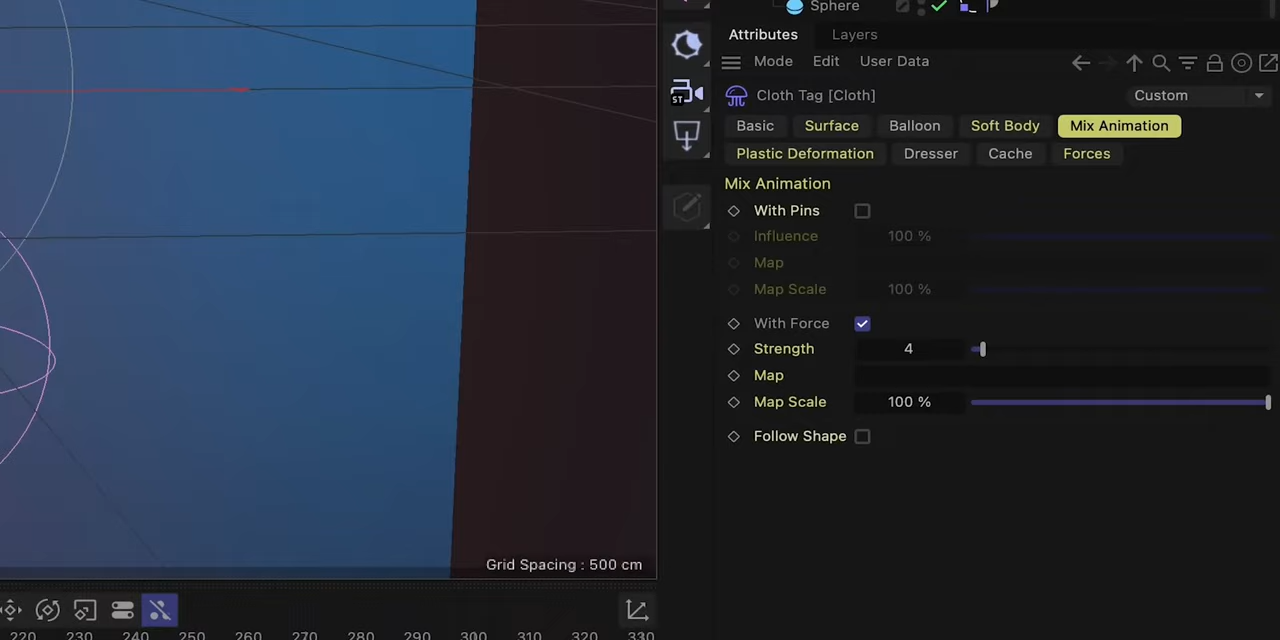 Sphere
Attributes Layers
Mode Edit User Data
Cloth Tag [Cloth] Custom
Basic Surface Balloon Soft Body Mix Animation
Plastic Deformation Dresser Cache Forces
Mix Animation
With Pins
Influence 100 %
Map
Map Scale 100 %
With Force
Strength 4
Map
Map Scale 100 %
Follow Shape
ST
Grid Spacing : 500 cm
220 230 240 250 260 270 280 290 300 310 320 330